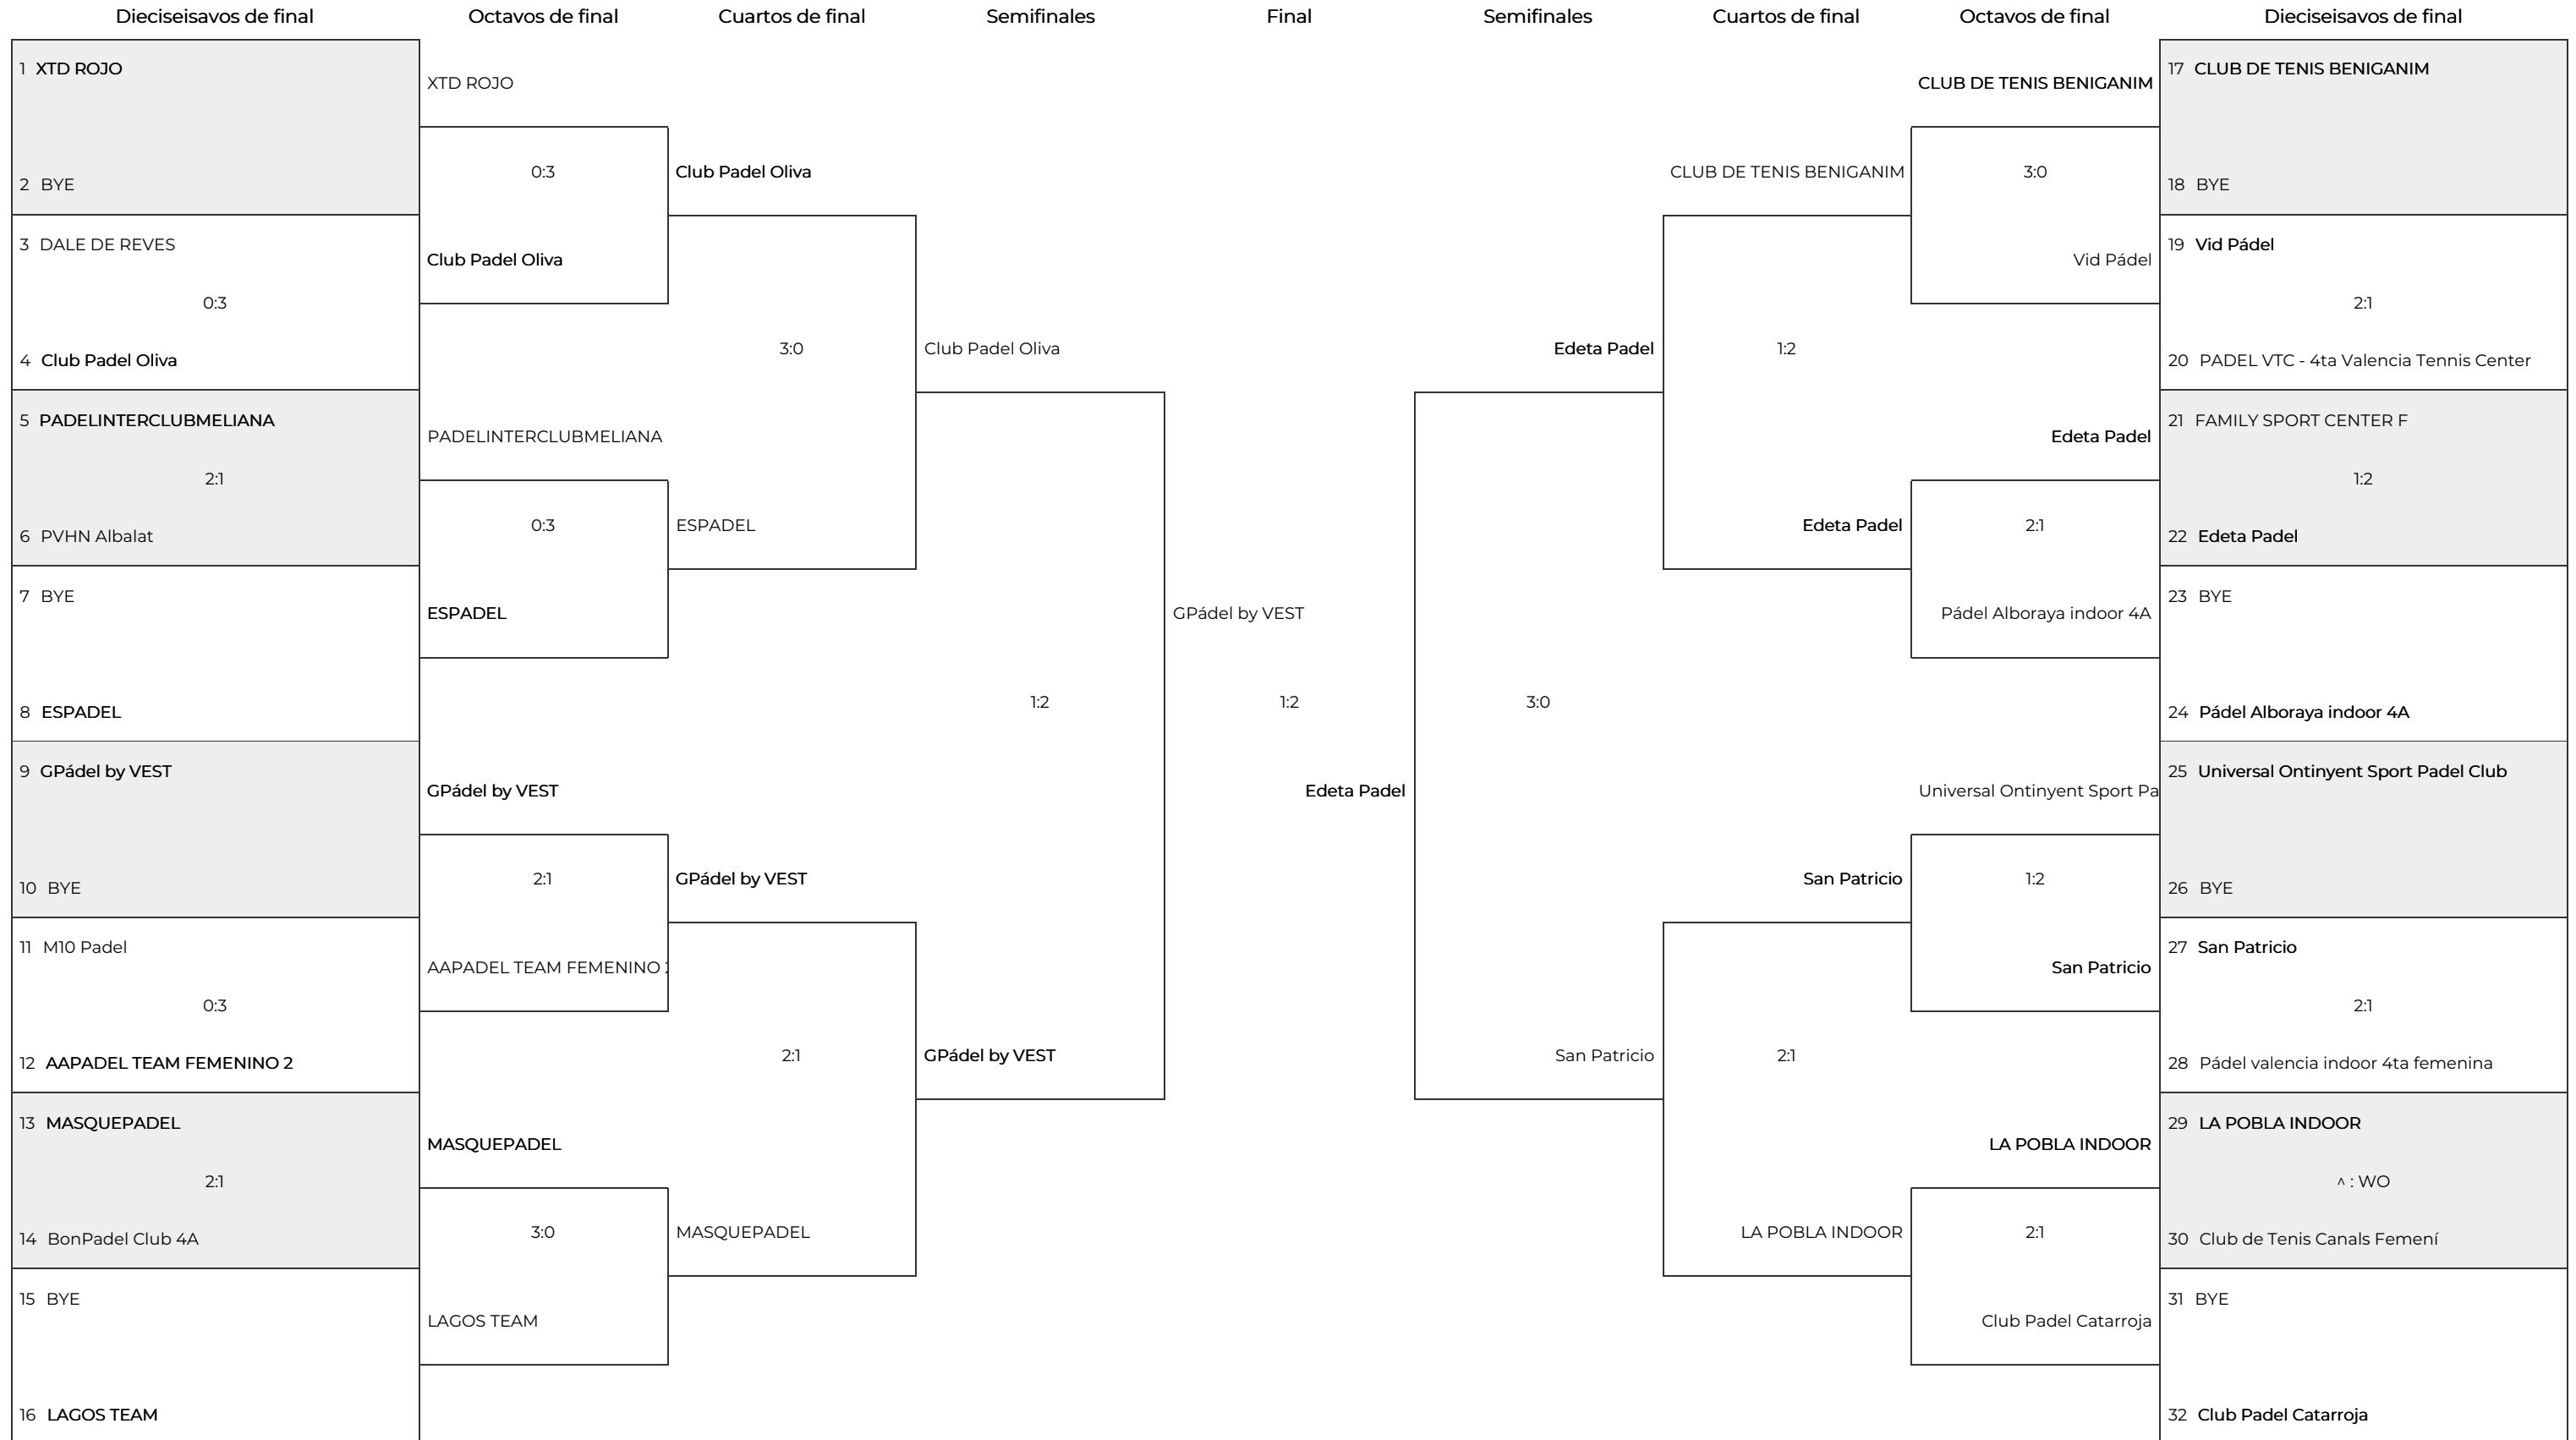 Dieciseisavos de final
Octavos de final
Cuartos de final
Semifinales
Final
Semifinales
Cuartos de final
Octavos de final
Dieciseisavos de final
1 XTD ROJO
2 BYE
3 DALE DE REVES
0:3
4 Club Padel Oliva
5 PADELINTERCLUBMELIANA
2:1
6 PVHN Albalat
7 BYE
8 ESPADEL
9 GPádel by VEST
10 BYE
11 M10 Padel
0:3
12 AAPADEL TEAM FEMENINO 2
13 MASQUEPADEL
2:1
14 BonPadel Club 4A
15 BYE
16 LAGOS TEAM
XTD ROJO
0:3
Club Padel Oliva
PADELINTERCLUBMELIANA
0:3
ESPADEL
GPádel by VEST
2:1
AAPADEL TEAM FEMENINO
MASQUEPADEL
3:0
LAGOS TEAM
Club Padel Oliva
3:0
ESPADEL
GPádel by VEST
2:1
MASQUEPADEL
Club Padel Oliva
1:2
GPádel by VEST
GPádel by VEST
1:2
Edeta Padel
Edeta Padel
3:0
San Patricio
CLUB DE TENIS BENIGANIM
1:2
Edeta Padel
San Patricio
2:1
LA POBLA INDOOR
CLUB DE TENIS BENIGANIM
3:0
Vid Pádel
Edeta Padel
2:1
Pádel Alboraya indoor 4A
Universal Ontinyent Sport Pa
1:2
San Patricio
LA POBLA INDOOR
2:1
Club Padel Catarroja
17 CLUB DE TENIS BENIGANIM
18 BYE
19 Vid Pádel
2:1
20 PADEL VTC - 4ta Valencia Tennis Center
21 FAMILY SPORT CENTER F
1:2
22 Edeta Padel
23 BYE
24 Pádel Alboraya indoor 4A
25 Universal Ontinyent Sport Padel Club
26 BYE
27 San Patricio
2:1
28 Pádel valencia indoor 4ta femenina
29 LA POBLA INDOOR
^ : WO
30 Club de Tenis Canals Femení
31 BYE
32 Club Padel Catarroja